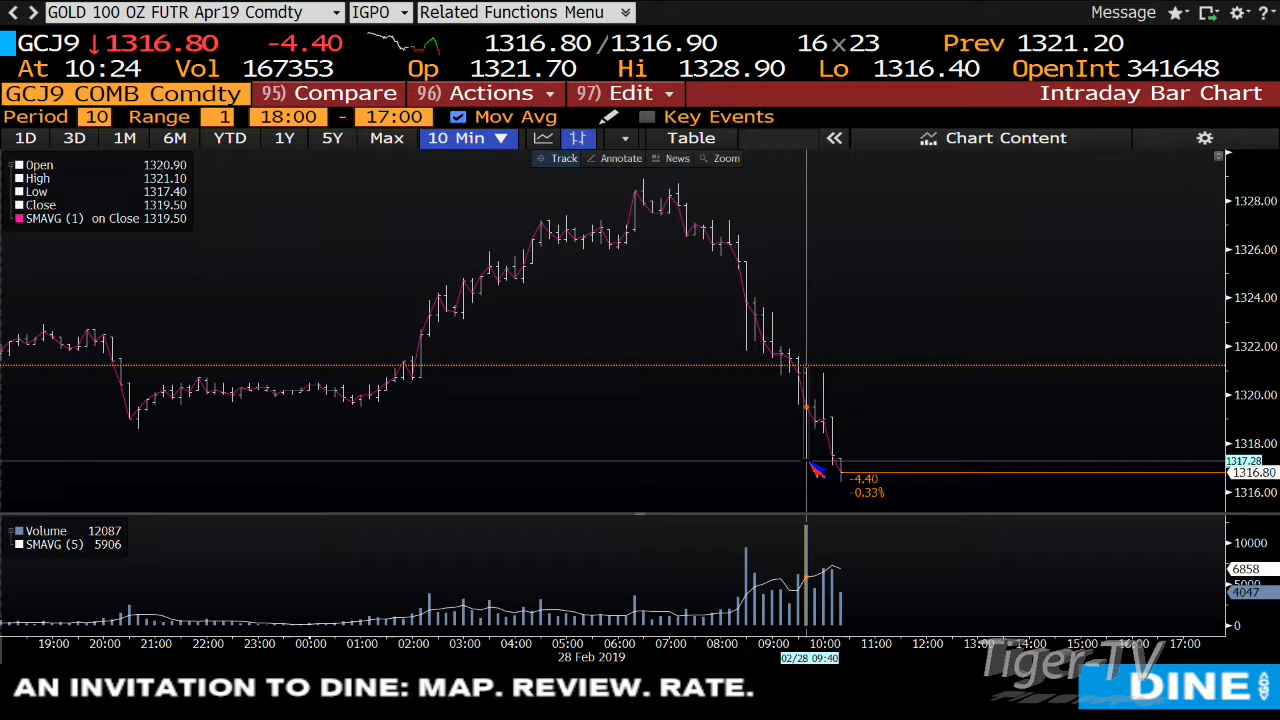 GOLD 100 OZ FUTR Apr19 Comdty IGPO Related Functions Menu Message ?
GCJ9 ↓1316.80 -4.40 1316.80/1316.90 16x23 Prev 1321.20
At 10:24 Vol 167353 Op 1321.70 Hi 1328.90 Lo 1316.40 OpenInt 341648
GCJ9 COMB Comdty 95) Compare 96) Actions 97) Edit Intraday Bar Chart
Period 10 Range 1 18:00 - 17:00 Mov Avg Key Events
1D 3D 1M 6M YTD 1Y 5Y Max 10 Min ▼ Table « Chart Content
Track Annotate News Zoom
Open 1320.90
High 1321.10
Low 1317.40
Close 1319.50
SMAVG (1) on Close 1319.50
1328.00
1326.00
1324.00
1322.00
1320.00
1318.00
1317.28
1316.80
-4.40
-0.33%
1316.00
Volume 12087
SMAVG (5) 5906
10000
6858
5000
4047
0
19:00 20:00 21:00 22:00 23:00 00:00 01:00 02:00 03:00 04:00 05:00 06:00 07:00 08:00 09:00 10:00 11:00 12:00 13:00 14:00 15:00 16:00 17:00
28 Feb 2019 02/28 09:40
Tiger-TV
AN INVITATION TO DINE: MAP. REVIEW. RATE. DINE